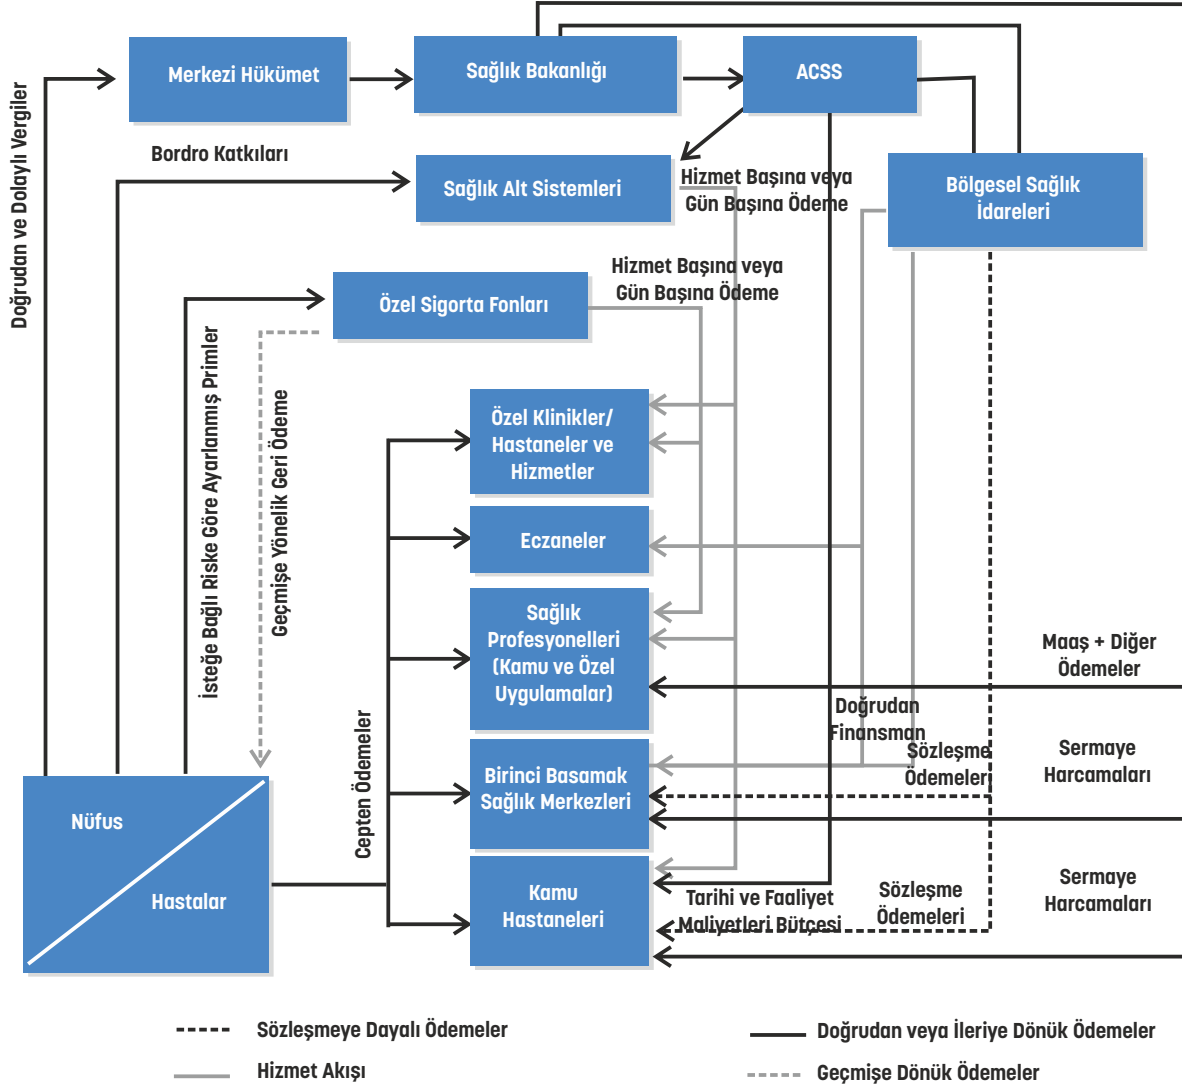 Merkezi Hükümet
Sağlık Bakanlığı
ACSS
Doğrudan ve Dolaylı Vergiler
Bordro Katkıları
Sağlık Alt Sistemleri
Hizmet Başına veya
Gün Başına Ödeme
Bölgesel Sağlık
İdareleri
Hizmet Başına veya
Gün Başına Ödeme
Özel Sigorta Fonları
İsteğe Bağlı Riske Göre Ayarlanmış Primler
Geçmişe Yönelik Geri Ödeme
Özel Klinikler/
Hastaneler ve
Hizmetler
Eczaneler
Sağlık
Profesyonelleri
(Kamu ve Özel
Uygulamalar)
Maaş + Diğer
Ödemeler
Doğrudan
Finansman
Sözleşme
Ödemeleri
Sermaye
Harcamaları
Cepten Ödemeler
Birinci Basamak
Sağlık Merkezleri
Nüfus
Hastalar
Kamu
Hastaneleri
Tarihi ve Faaliyet
Maliyetleri Bütçesi
Sözleşme
Ödemeleri
Sermaye
Harcamaları
Sözleşmeye Dayalı Ödemeler
Doğrudan veya İleriye Dönük Ödemeler
Hizmet Akışı
Geçmişe Dönük Ödemeler